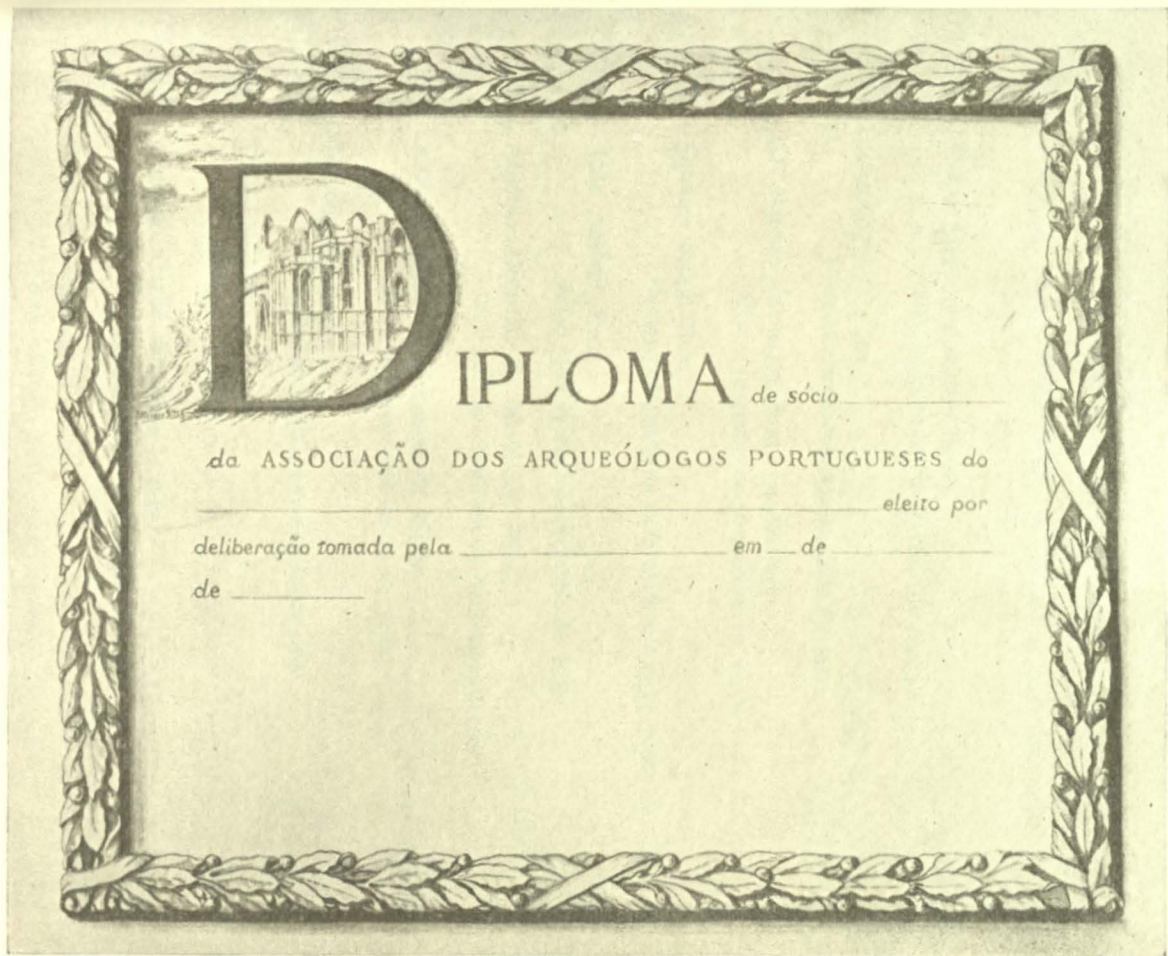 DIPLOMA de sócio
da ASSOCIAÇÃO DOS ARQUEÓLOGOS PORTUGUESES do
eleito por
deliberação tomada pela em de
de